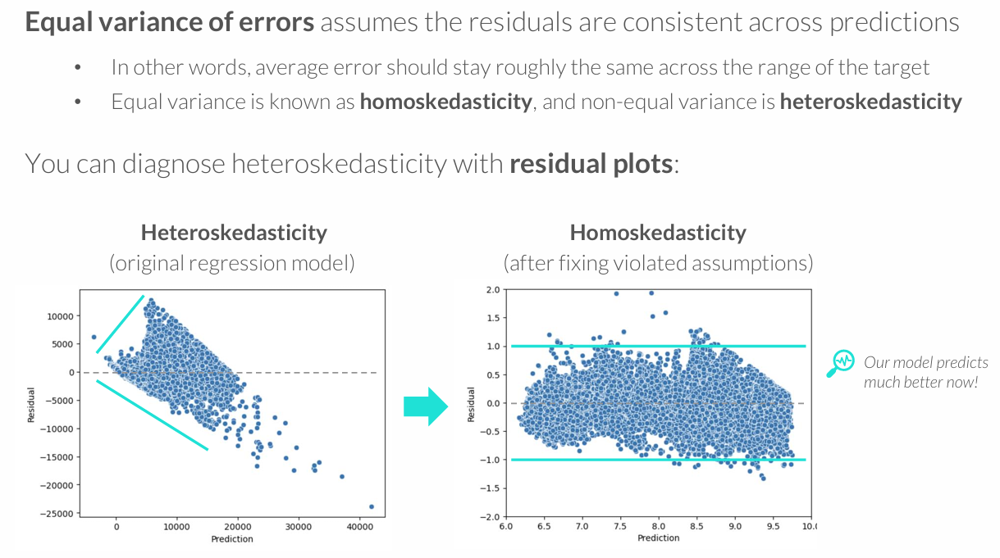 Equal variance of errors assumes the residuals are consistent across predictions
• In other words, average error should stay roughly the same across the range of the target
• Equal variance is known as homoskedasticity, and non-equal variance is heteroskedasticity
You can diagnose heteroskedasticity with residual plots:
Heteroskedasticity
(original regression model)
10000
5000
0
−5000
−10000
−15000
−20000
−25000
Residual
0 10000 20000 30000 40000
Prediction
Homoskedasticity
(after fixing violated assumptions)
2.0
1.5
1.0
0.5
0.0
−0.5
−1.0
−1.5
−2.0
Residual
6.0 6.5 7.0 7.5 8.0 8.5 9.0 9.5 10.0
Prediction
Our model predicts
much better now!